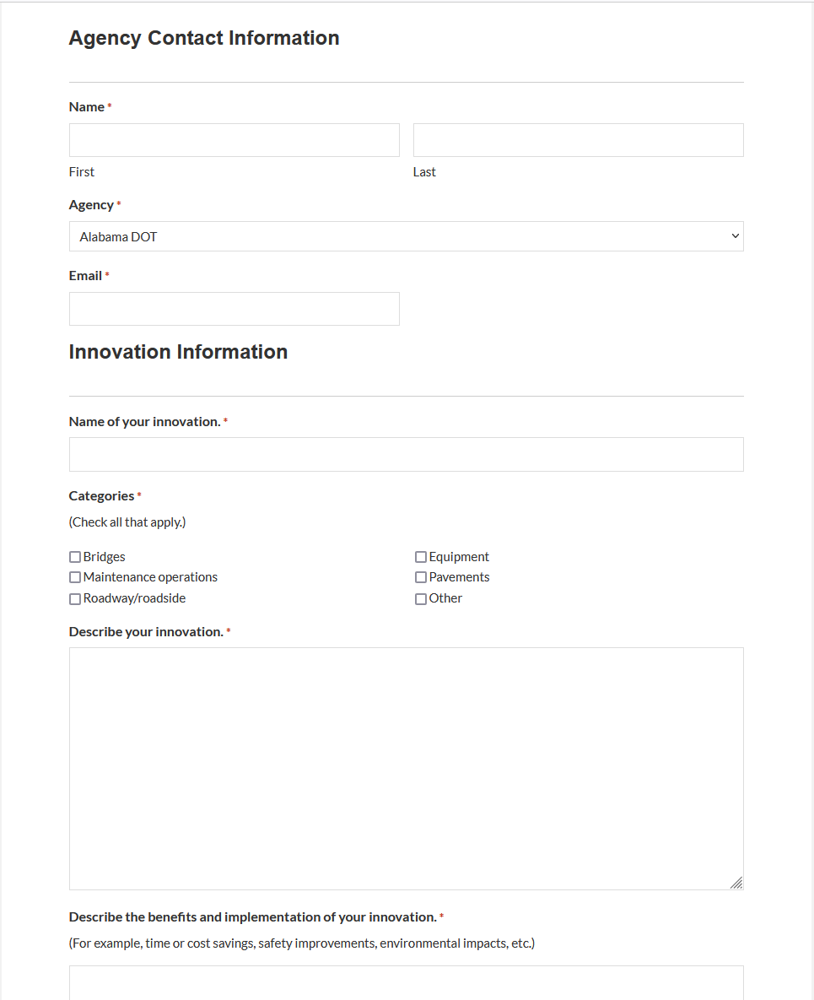 Agency Contact Information
Name *
First Last
Agency *
Alabama DOT
Email *
Innovation Information
Name of your innovation. *
Categories *
(Check all that apply.)
Bridges Equipment
Maintenance operations Pavements
Roadway/roadside Other
Describe your innovation. *
Describe the benefits and implementation of your innovation. *
(For example, time or cost savings, safety improvements, environmental impacts, etc.)